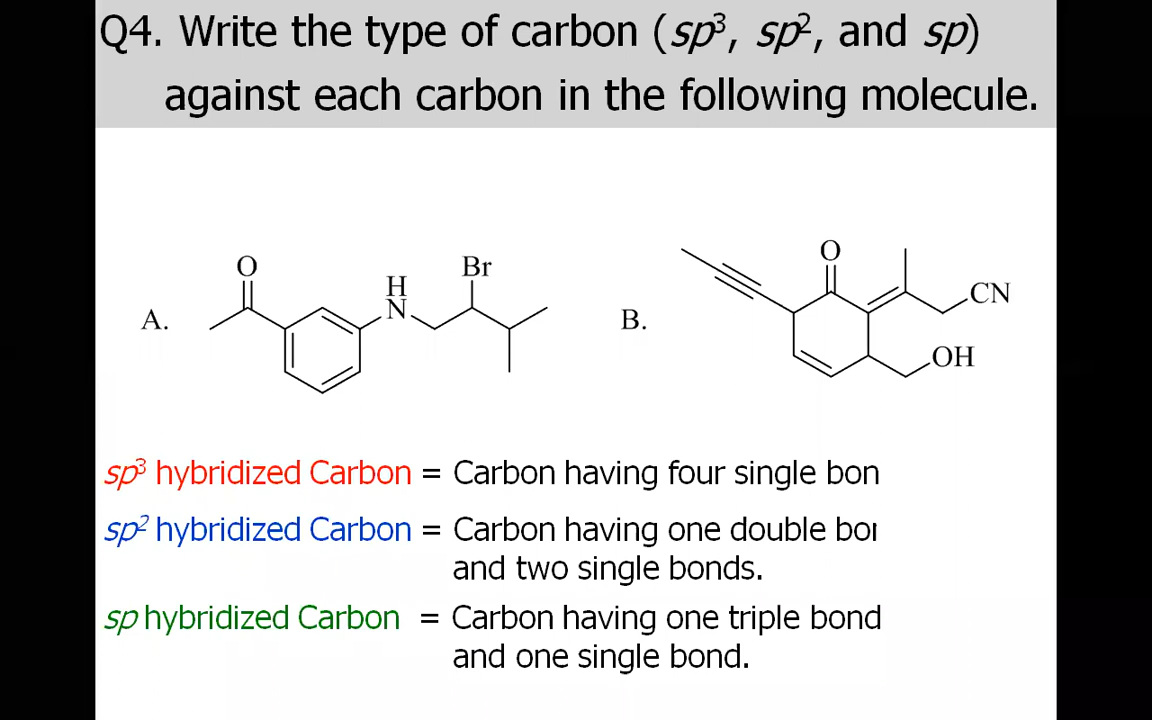 Q4. Write the type of carbon (sp³, sp², and sp)
against each carbon in the following molecule.
A.
O
H
N
Br
B.
O
CN
OH
sp³ hybridized Carbon = Carbon having four single bon
sp² hybridized Carbon = Carbon having one double
and two single bonds.
sp hybridized Carbon = Carbon having one triple bond
and one single bond.